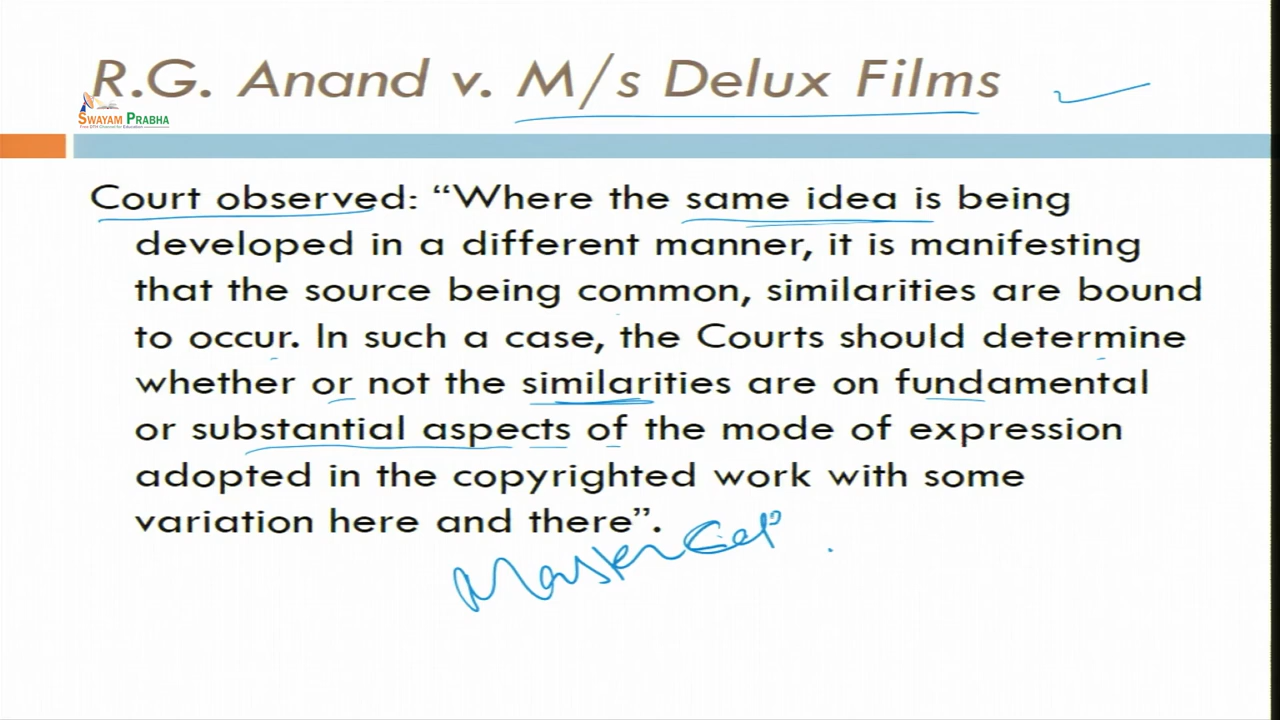 R.G. Anand v. M/s Delux Films
SWAYAM PRABHA
Court observed: “Where the same idea is being
developed in a different manner, it is manifesting
that the source being common, similarities are bound
to occur. In such a case, the Courts should determine
whether or not the similarities are on fundamental
or substantial aspects of the mode of expression
adopted in the copyrighted work with some
variation here and there”.